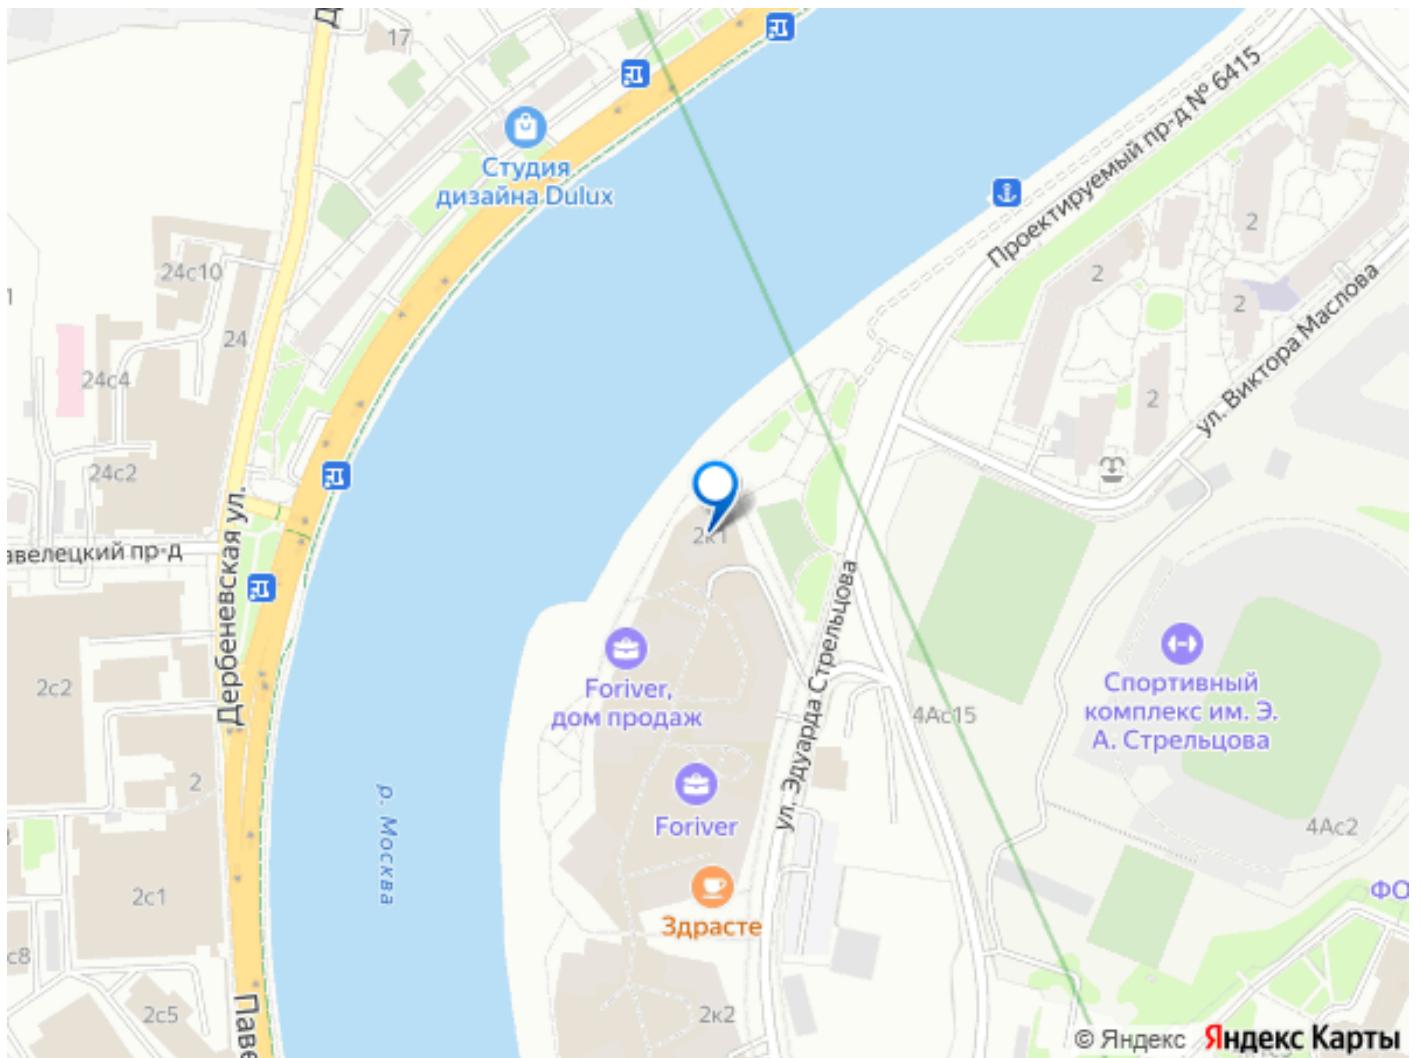 17
Студия
дизайна Dulux
Проектируемый пр-д № 6415
24с10
24
24с4
24с2
2
2
2
2
ул. Виктора Маслова
Дербеневская ул.
2к1
ул. Эдуарда Стрельцова
Foriver,
дом продаж
Foriver
Здрасте
2к2
4Ас15
Спортивный
комплекс им. Э.
А. Стрельцова
4Ас2
ФО
2с2
2
2с1
2с5
с8
р. Москва
Паве
авелецкий пр-д
© Яндекс Яндекс Карты